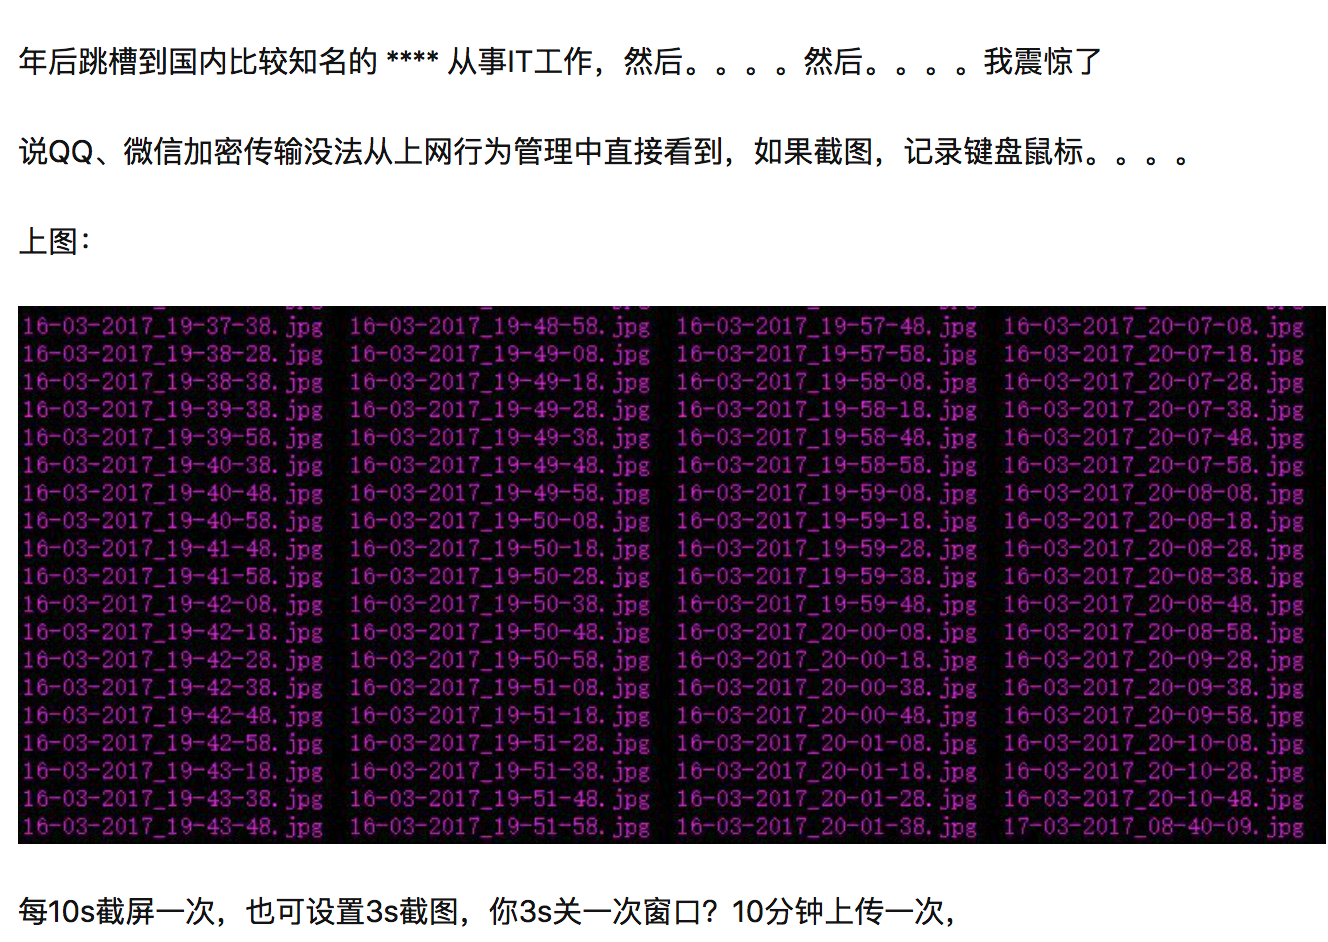 年后跳槽到国内比较知名的 **** 从事IT工作，然后。。。。然后。。。。我震惊了
说QQ、微信加密传输没法从上网行为管理中直接看到，如果截图，记录键盘鼠标。。。。
上图：
16-03-2017_19-37-38.jpg 16-03-2017_19-48-58.jpg 16-03-2017_19-57-48.jpg 16-03-2017_20-07-08.jpg
16-03-2017_19-38-28.jpg 16-03-2017_19-49-08.jpg 16-03-2017_19-57-58.jpg 16-03-2017_20-07-18.jpg
16-03-2017_19-38-38.jpg 16-03-2017_19-49-18.jpg 16-03-2017_19-58-08.jpg 16-03-2017_20-07-28.jpg
16-03-2017_19-39-38.jpg 16-03-2017_19-49-28.jpg 16-03-2017_19-58-18.jpg 16-03-2017_20-07-38.jpg
16-03-2017_19-39-58.jpg 16-03-2017_19-49-38.jpg 16-03-2017_19-58-48.jpg 16-03-2017_20-07-48.jpg
16-03-2017_19-40-38.jpg 16-03-2017_19-49-48.jpg 16-03-2017_19-58-58.jpg 16-03-2017_20-07-58.jpg
16-03-2017_19-40-48.jpg 16-03-2017_19-49-58.jpg 16-03-2017_19-59-08.jpg 16-03-2017_20-08-08.jpg
16-03-2017_19-40-58.jpg 16-03-2017_19-50-08.jpg 16-03-2017_19-59-18.jpg 16-03-2017_20-08-18.jpg
16-03-2017_19-41-48.jpg 16-03-2017_19-50-18.jpg 16-03-2017_19-59-28.jpg 16-03-2017_20-08-28.jpg
16-03-2017_19-41-58.jpg 16-03-2017_19-50-28.jpg 16-03-2017_19-59-38.jpg 16-03-2017_20-08-38.jpg
16-03-2017_19-42-08.jpg 16-03-2017_19-50-38.jpg 16-03-2017_19-59-48.jpg 16-03-2017_20-08-48.jpg
16-03-2017_19-42-18.jpg 16-03-2017_19-50-48.jpg 16-03-2017_20-00-08.jpg 16-03-2017_20-08-58.jpg
16-03-2017_19-42-28.jpg 16-03-2017_19-50-58.jpg 16-03-2017_20-00-18.jpg 16-03-2017_20-09-28.jpg
16-03-2017_19-42-38.jpg 16-03-2017_19-51-08.jpg 16-03-2017_20-00-38.jpg 16-03-2017_20-09-38.jpg
16-03-2017_19-42-48.jpg 16-03-2017_19-51-18.jpg 16-03-2017_20-00-48.jpg 16-03-2017_20-09-58.jpg
16-03-2017_19-42-58.jpg 16-03-2017_19-51-28.jpg 16-03-2017_20-01-08.jpg 16-03-2017_20-10-08.jpg
16-03-2017_19-43-18.jpg 16-03-2017_19-51-38.jpg 16-03-2017_20-01-18.jpg 16-03-2017_20-10-28.jpg
16-03-2017_19-43-38.jpg 16-03-2017_19-51-48.jpg 16-03-2017_20-01-28.jpg 16-03-2017_20-10-48.jpg
16-03-2017_19-43-48.jpg 16-03-2017_19-51-58.jpg 16-03-2017_20-01-38.jpg 17-03-2017_08-40-09.jpg
每10s截屏一次，也可设置3s截图，你3s关一次窗口？10分钟上传一次，